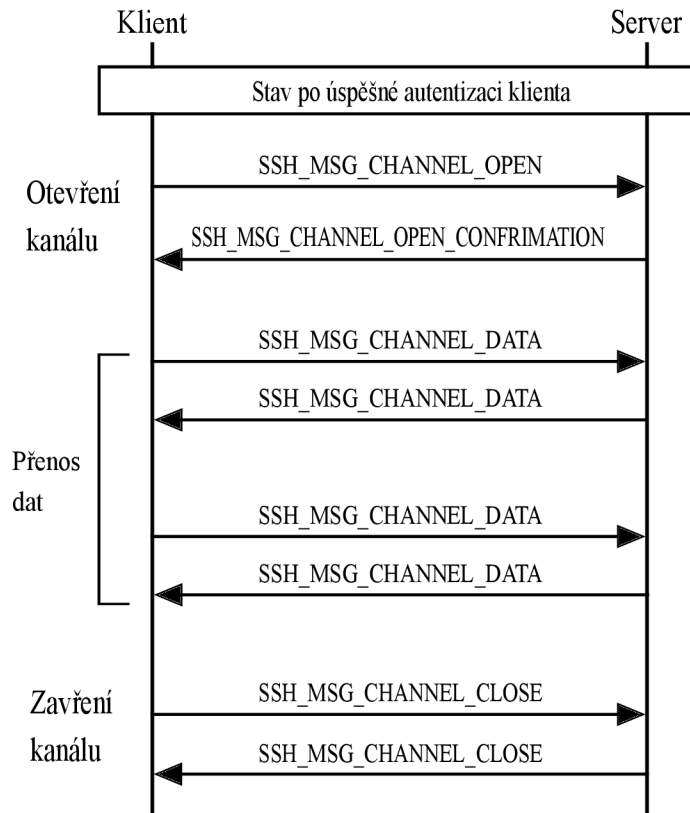 Klient
Server
Stav po úspěšné autentizaci klienta
SSH_MSG_CHANNEL_OPEN
Otevření
kanálu
SSH_MSG_CHANNEL_OPEN_CONFRIMATION
SSH_MSG_CHANNEL_DATA
SSH_MSG_CHANNEL_DATA
Přenos
dat
SSH_MSG_CHANNEL_DATA
SSH_MSG_CHANNEL_DATA
Zavření
kanálu
SSH_MSG_CHANNEL_CLOSE
SSH_MSG_CHANNEL_CLOSE